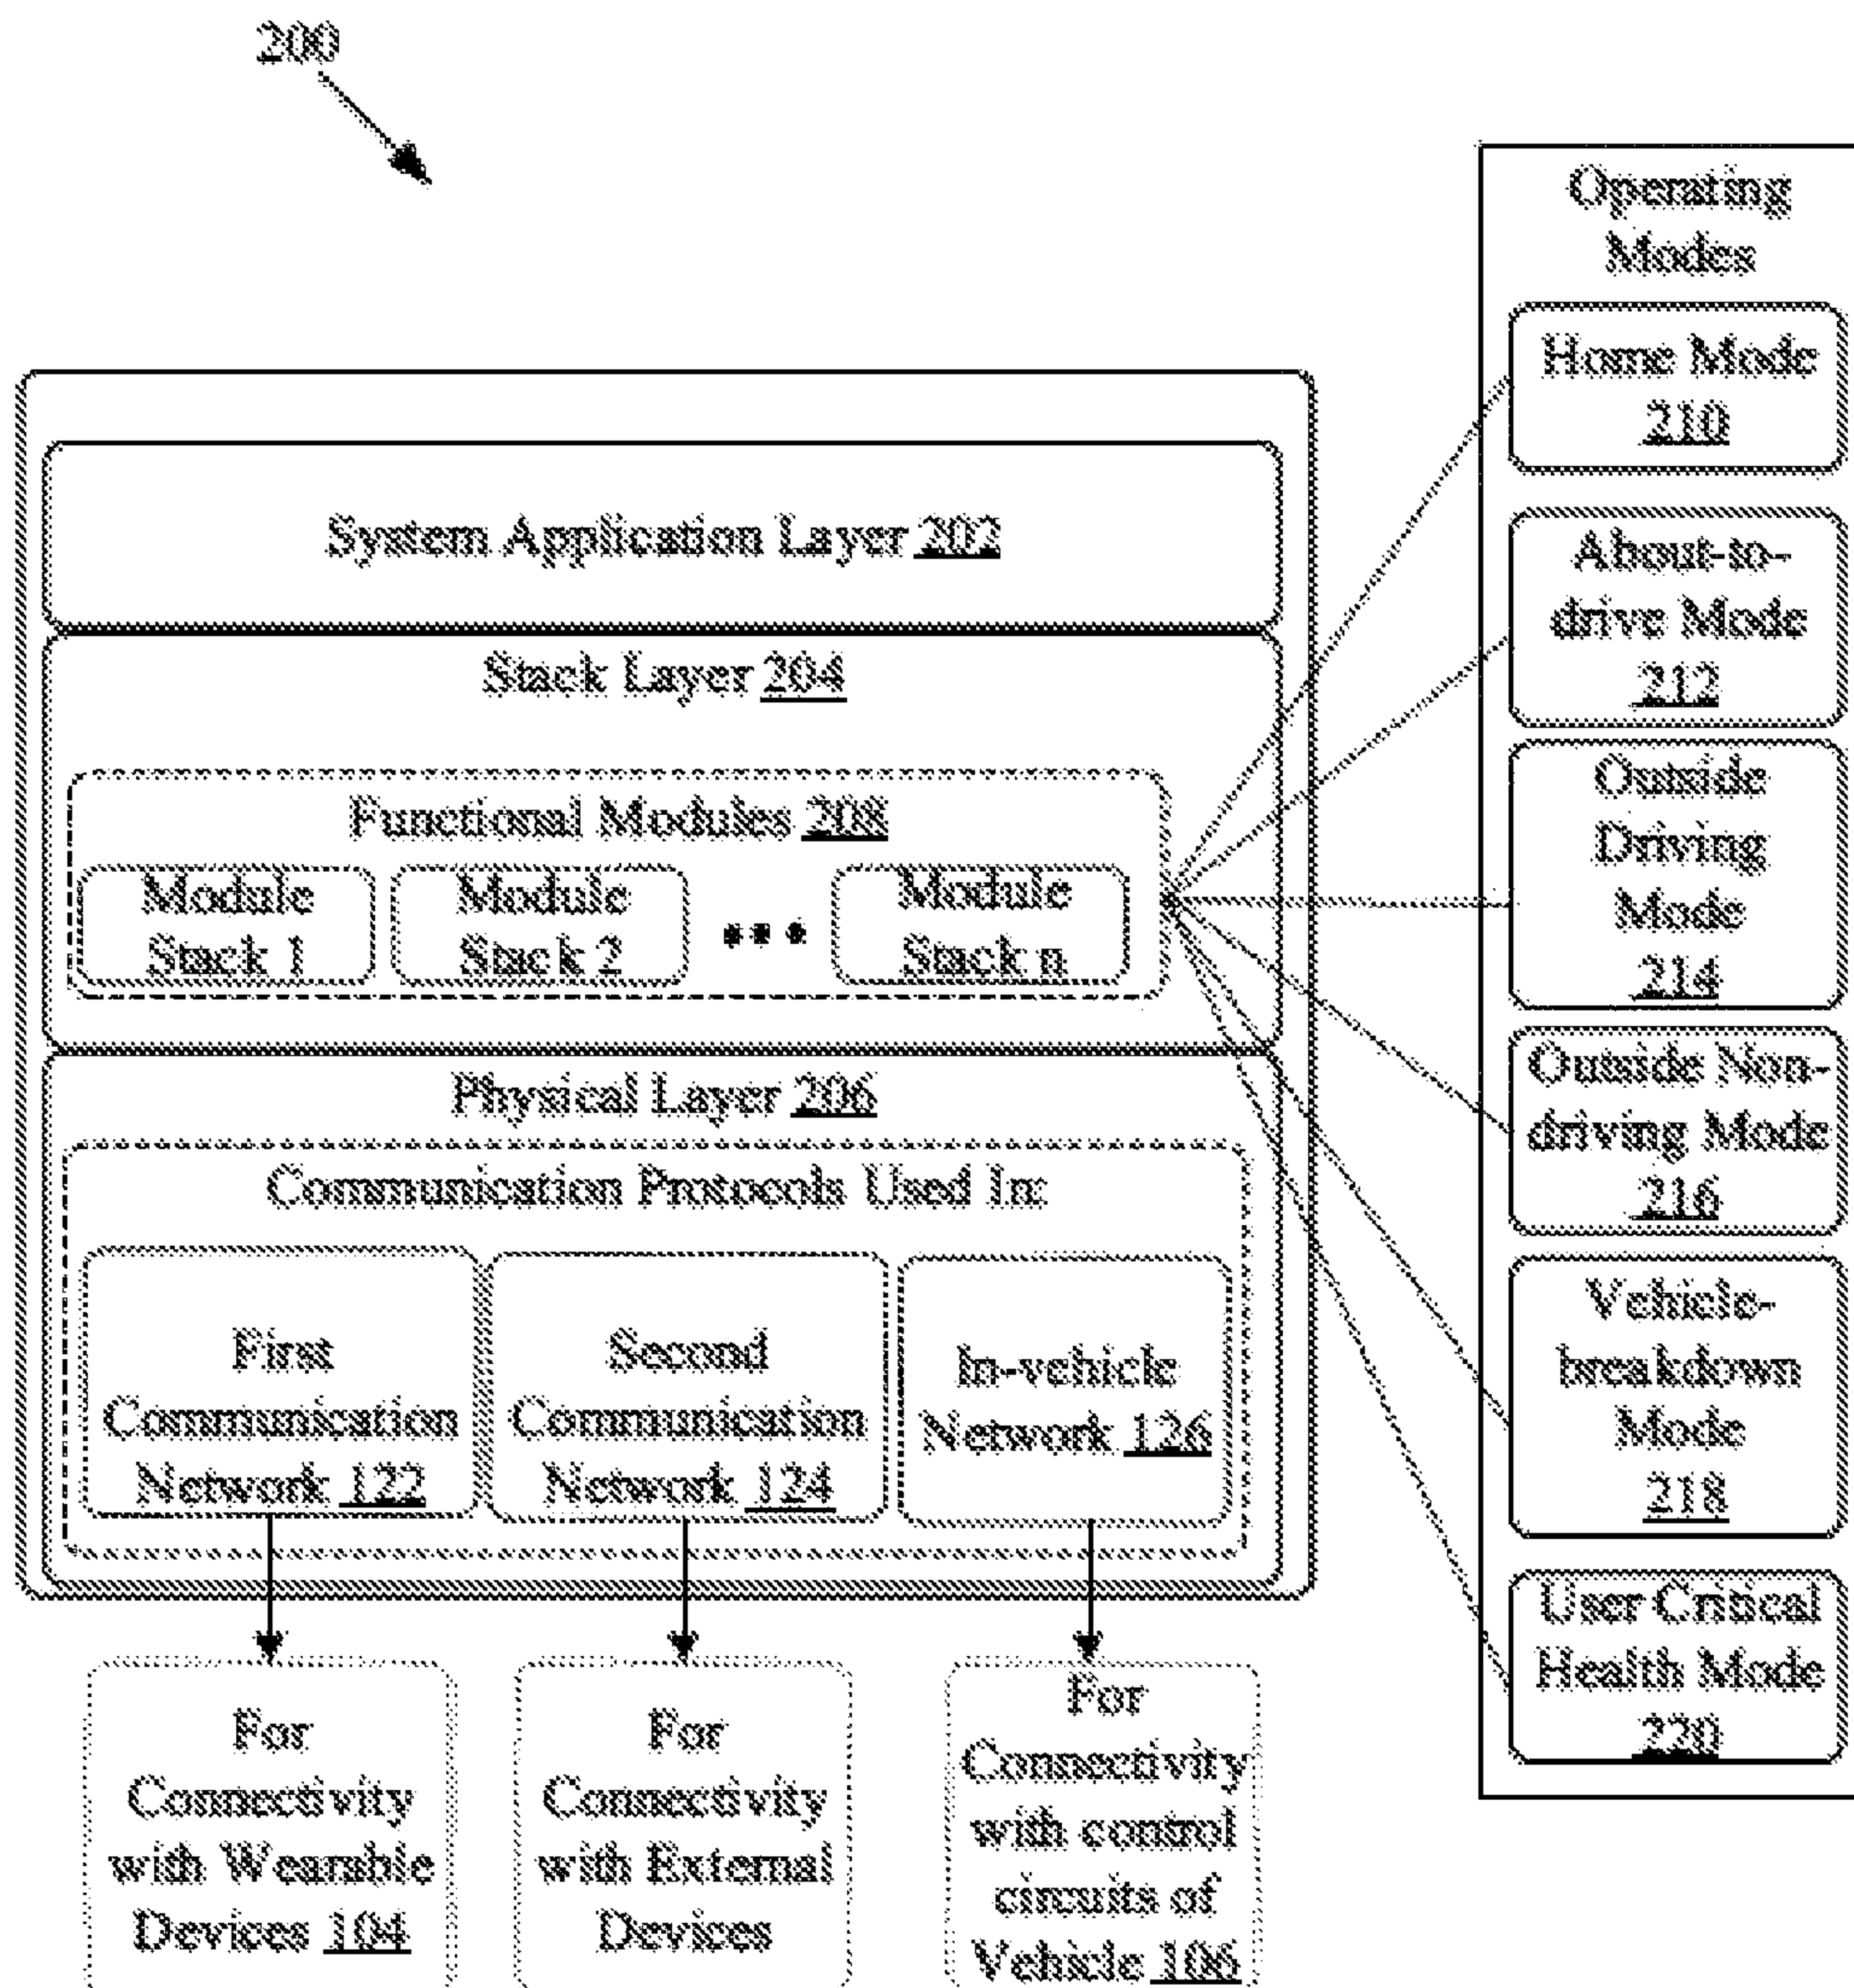 200
System Application Layer 202
Stack Layer 204
Functional Modules 208
Module
Stack 1
Module
Stack 2
Module
Stack n
Physical Layer 206
Communication Protocols Used In:
First
Communication
Network 122
Second
Communication
Network 124
In-vehicle
Network 126
For
Connectivity
with Wearable
Devices 104
For
Connectivity
with External
Devices
For
Connectivity
with control
circuits of
Vehicle 106
Operating
Modes
Home Mode
210
About-to-
drive Mode
212
Outside
Driving
Mode
214
Outside Non-
driving Mode
216
Vehicle-
breakdown
Mode
218
User Critical
Health Mode
220